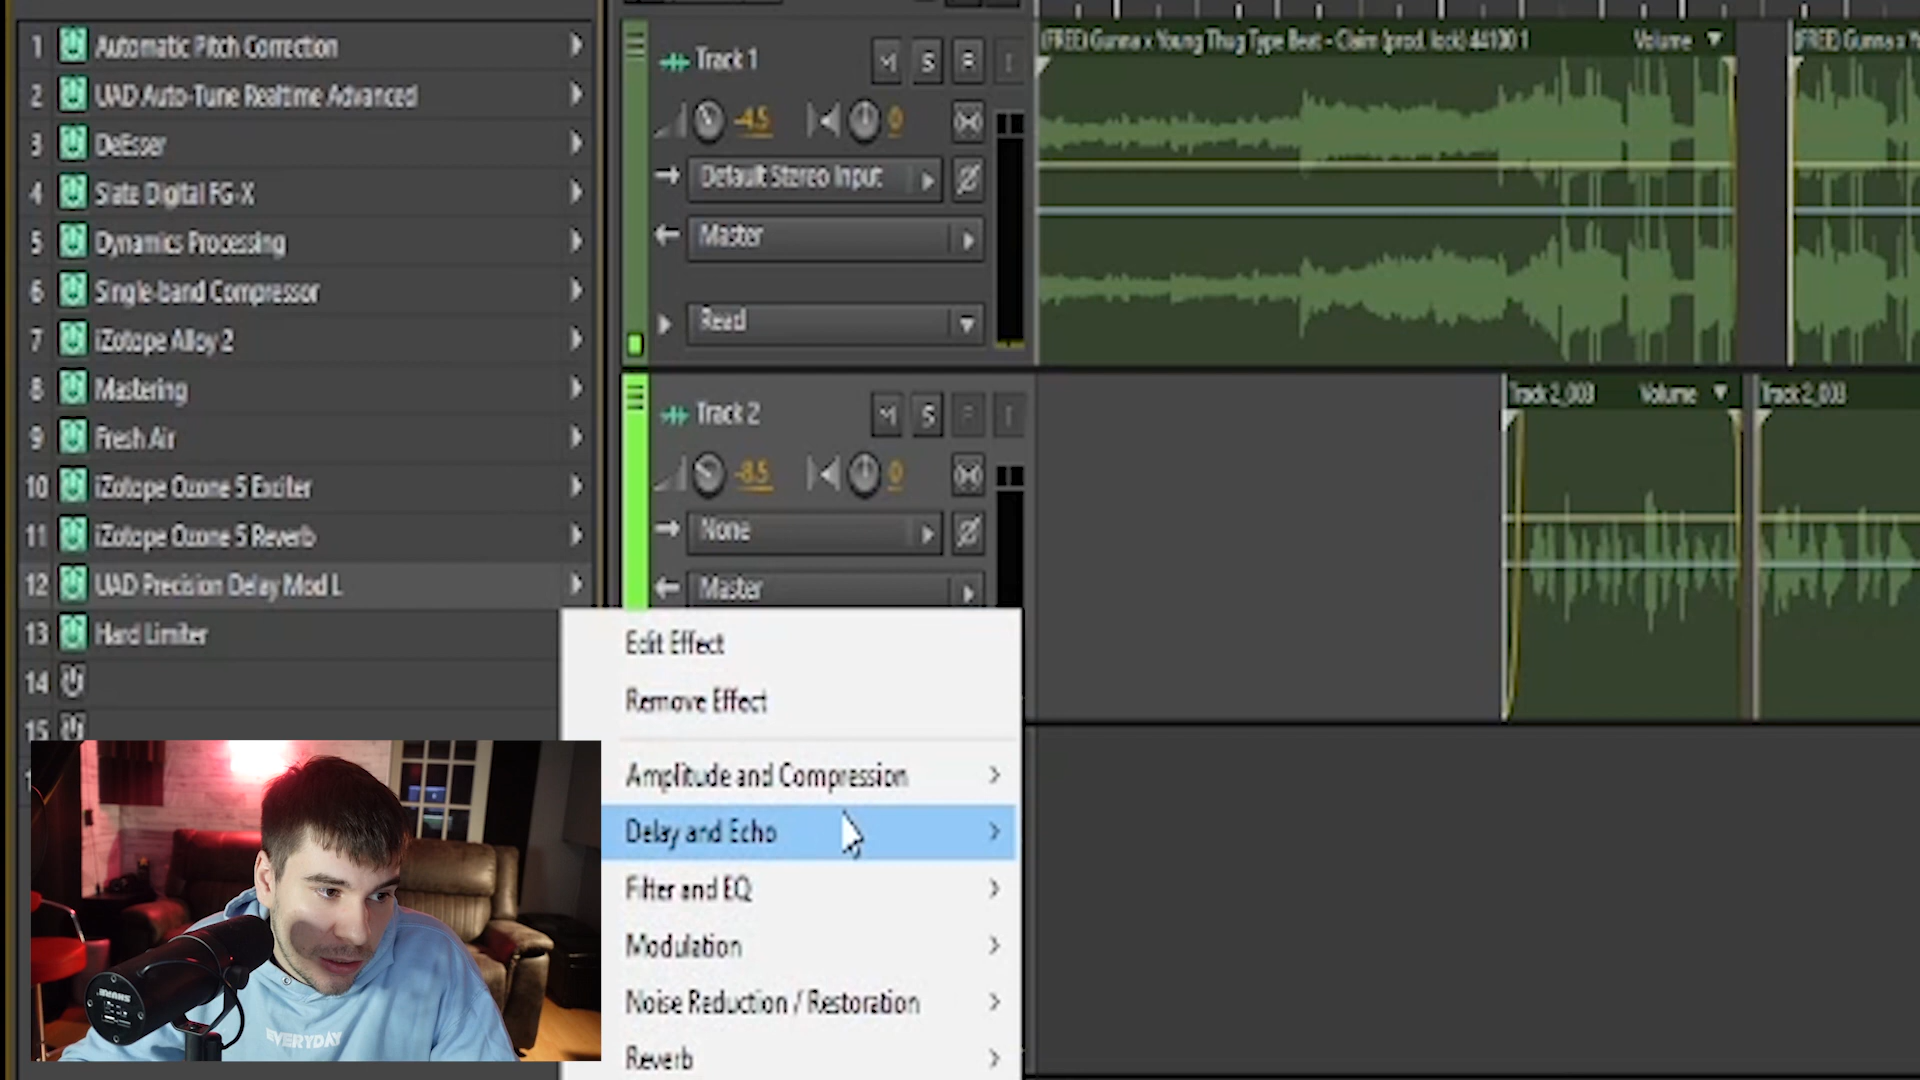 1 Automatic Pitch Correction
2 UAD Auto-Tune Realtime Advanced
3 DeEsser
4 Slate Digital FG-X
5 Dynamics Processing
6 Single-band Compressor
7 iZotope Alloy 2
8 Mastering
9 Fresh Air
10 iZotope Ozone 5 Exciter
11 iZotope Ozone 5 Reverb
12 UAD Precision Delay Mod L
13 Hard Limiter
14
15
Track 1 M S R I
-4.5 0
Default Stereo Input
Master
Read
Track 2 M S R I
-8.5 0
None
Master
(FREE) Gunna x Young Thug Type Beat - Claim (prod. lock) 44100 1 Volume
(FREE) Gunna x
Track 2_003 Volume
Track 2_003
Edit Effect
Remove Effect
Amplitude and Compression
Delay and Echo
Filter and EQ
Modulation
Noise Reduction / Restoration
Reverb
SHURE
EVERYDAY